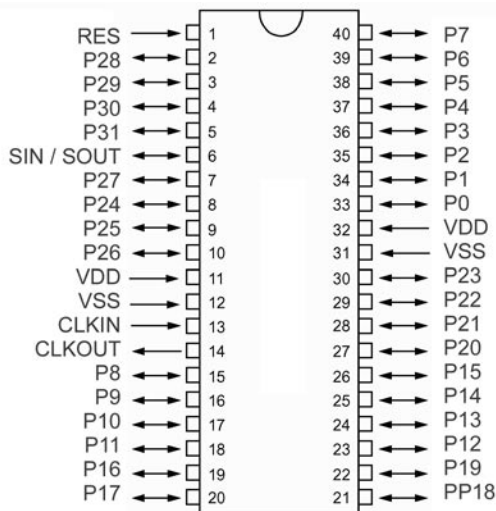 RES 1 40 P7
P28 2 39 P6
P29 3 38 P5
P30 4 37 P4
P31 5 36 P3
SIN / SOUT 6 35 P2
P27 7 34 P1
P24 8 33 P0
P25 9 32 VDD
P26 10 31 VSS
VDD 11 30 P23
VSS 12 29 P22
CLKIN 13 28 P21
CLKOUT 14 27 P20
P8 15 26 P15
P9 16 25 P14
P10 17 24 P13
P11 18 23 P12
P16 19 22 P19
P17 20 21 PP18